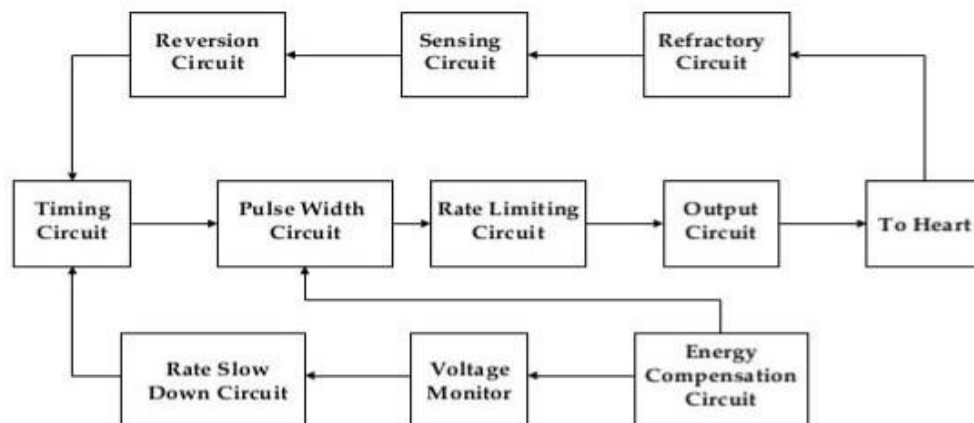 Reversion
Circuit
Sensing
Circuit
Refractory
Circuit
Timing
Circuit
Pulse Width
Circuit
Rate Limiting
Circuit
Output
Circuit
To Heart
Rate Slow
Down Circuit
Voltage
Monitor
Energy
Compensation
Circuit